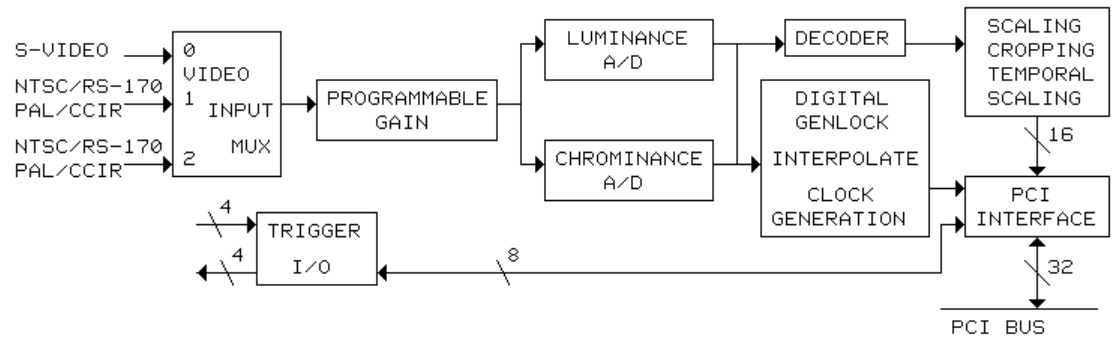 S-VIDEO
NTSC/RS-170
PAL/CCIR
NTSC/RS-170
PAL/CCIR
0
VIDEO
1
INPUT
MUX
2
PROGRAMMABLE
GAIN
LUMINANCE
A/D
CHROMINANCE
A/D
DECODER
DIGITAL
GENLOCK
INTERPOLATE
CLOCK
GENERATION
SCALING
CROPPING
TEMPORAL
SCALING
16
PCI
INTERFACE
4
4
TRIGGER
I/O
8
32
PCI BUS